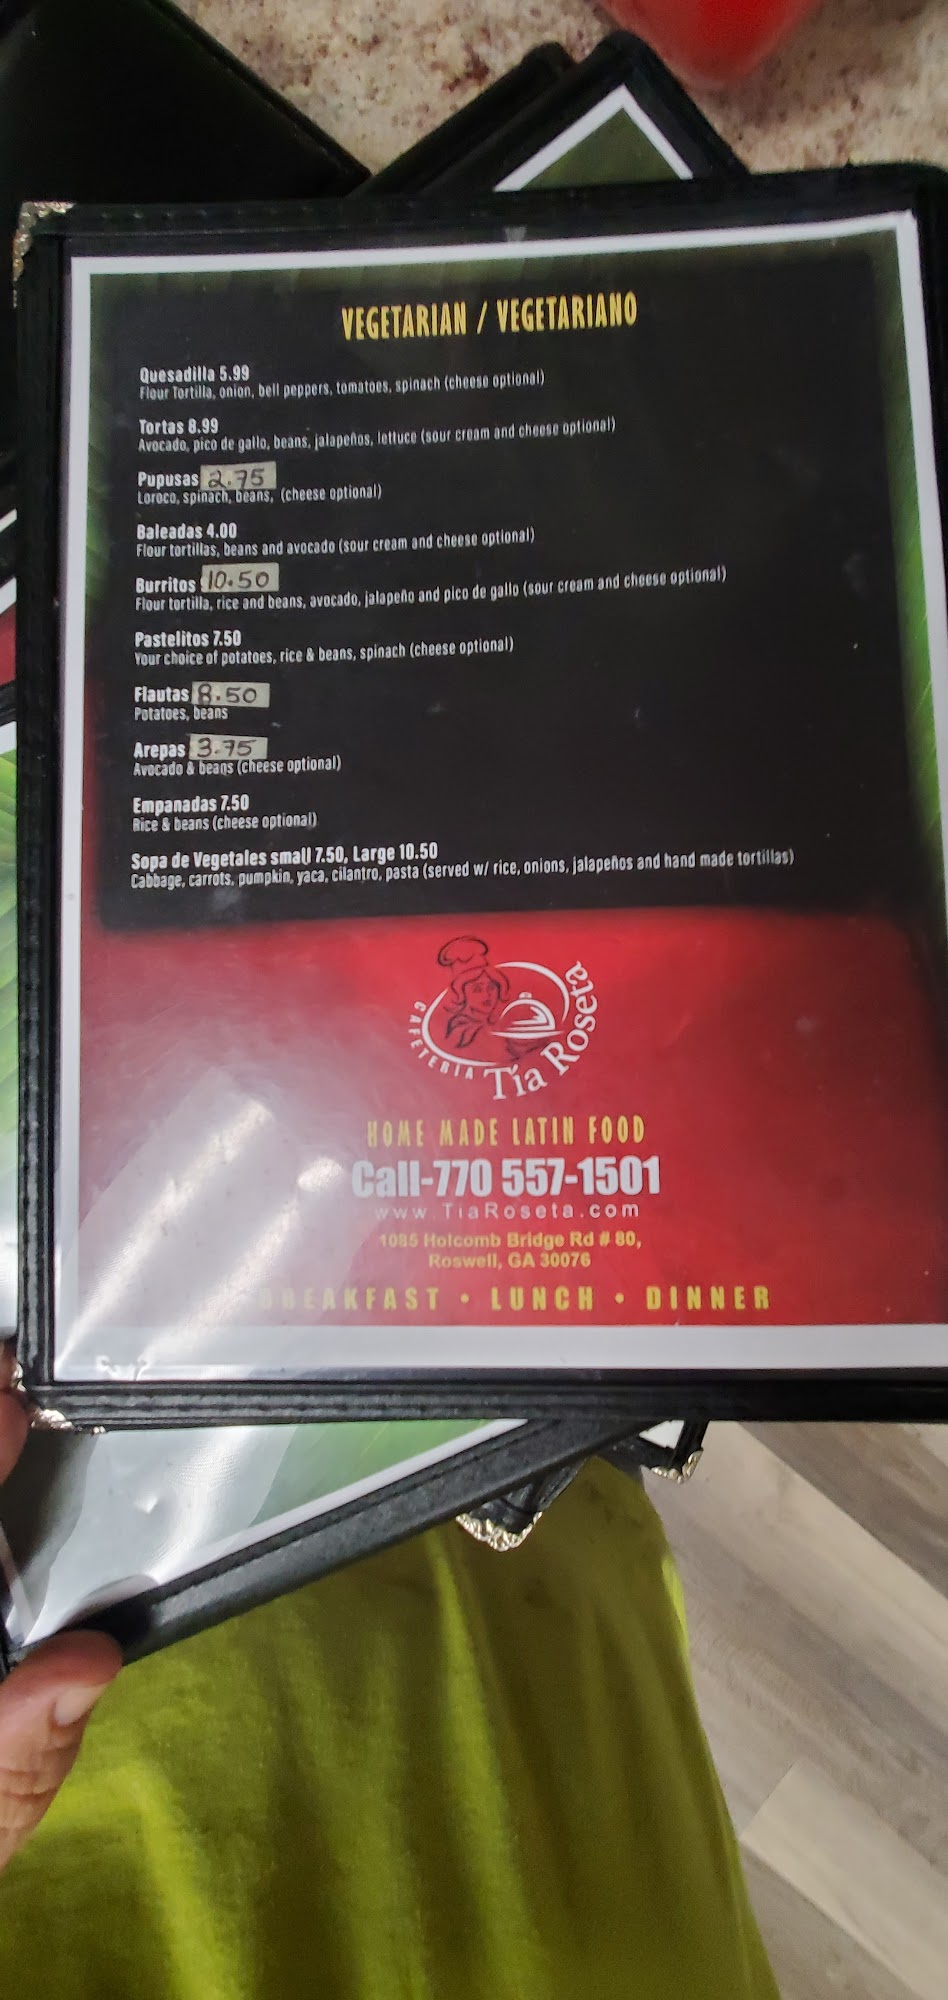 VEGETARIAN / VEGETARIANO
Quesadilla 5.99
Flour Tortilla, onion, bell peppers, tomatoes, spinach (cheese optional)
Tortas 8.99
Avocado, pico de gallo, beans, jalapeños, lettuce (sour cream and cheese optional)
Pupusas 2.75
Loroco, spinach, beans, (cheese optional)
Baleadas 4.00
Flour tortillas, beans and avocado (sour cream and cheese optional)
Burritos 10.50
Flour tortilla, rice and beans, avocado, jalapeño and pico de gallo (sour cream and cheese optional)
Pastelitos 7.50
Your choice of potatoes, rice & beans, spinach (cheese optional)
Flautas 8.50
Potatoes, beans
Arepas 3.75
Avocado & beans (cheese optional)
Empanadas 7.50
Rice & beans (cheese optional)
Sopa de Vegetales small 7.50, Large 10.50
Cabbage, carrots, pumpkin, yaca, cilantro, pasta (served w/ rice, onions, jalapeños and hand made tortillas)
CAFETERIA Tia Roseta
HOME MADE LATIN FOOD
Call-770 557-1501
www.TiaRoseta.com
1085 Holcomb Bridge Rd # 80,
Roswell, GA 30076
BREAKFAST • LUNCH • DINNER